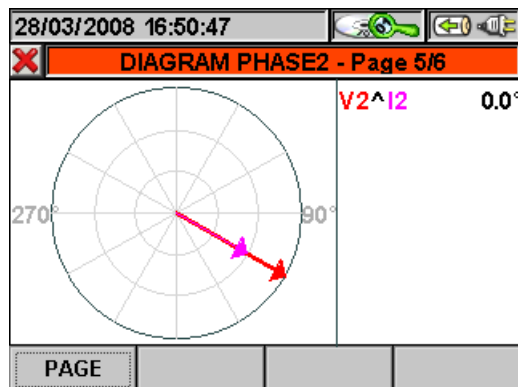 28/03/2008 16:50:47
DIAGRAM PHASE2 - Page 5/6
V2^I2 0.0°
270° 90°
PAGE